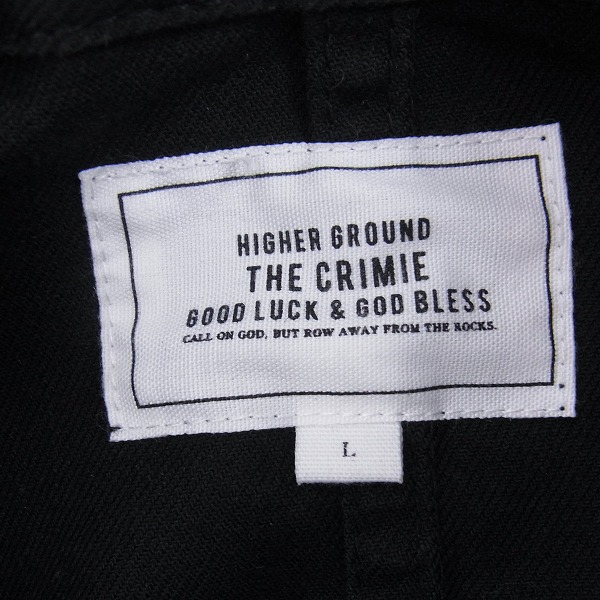 HIGHER GROUND
THE CRIMIE
GOOD LUCK & GOD BLESS
CALL ON GOD, BUT ROW AWAY FROM THE ROCKS.
L